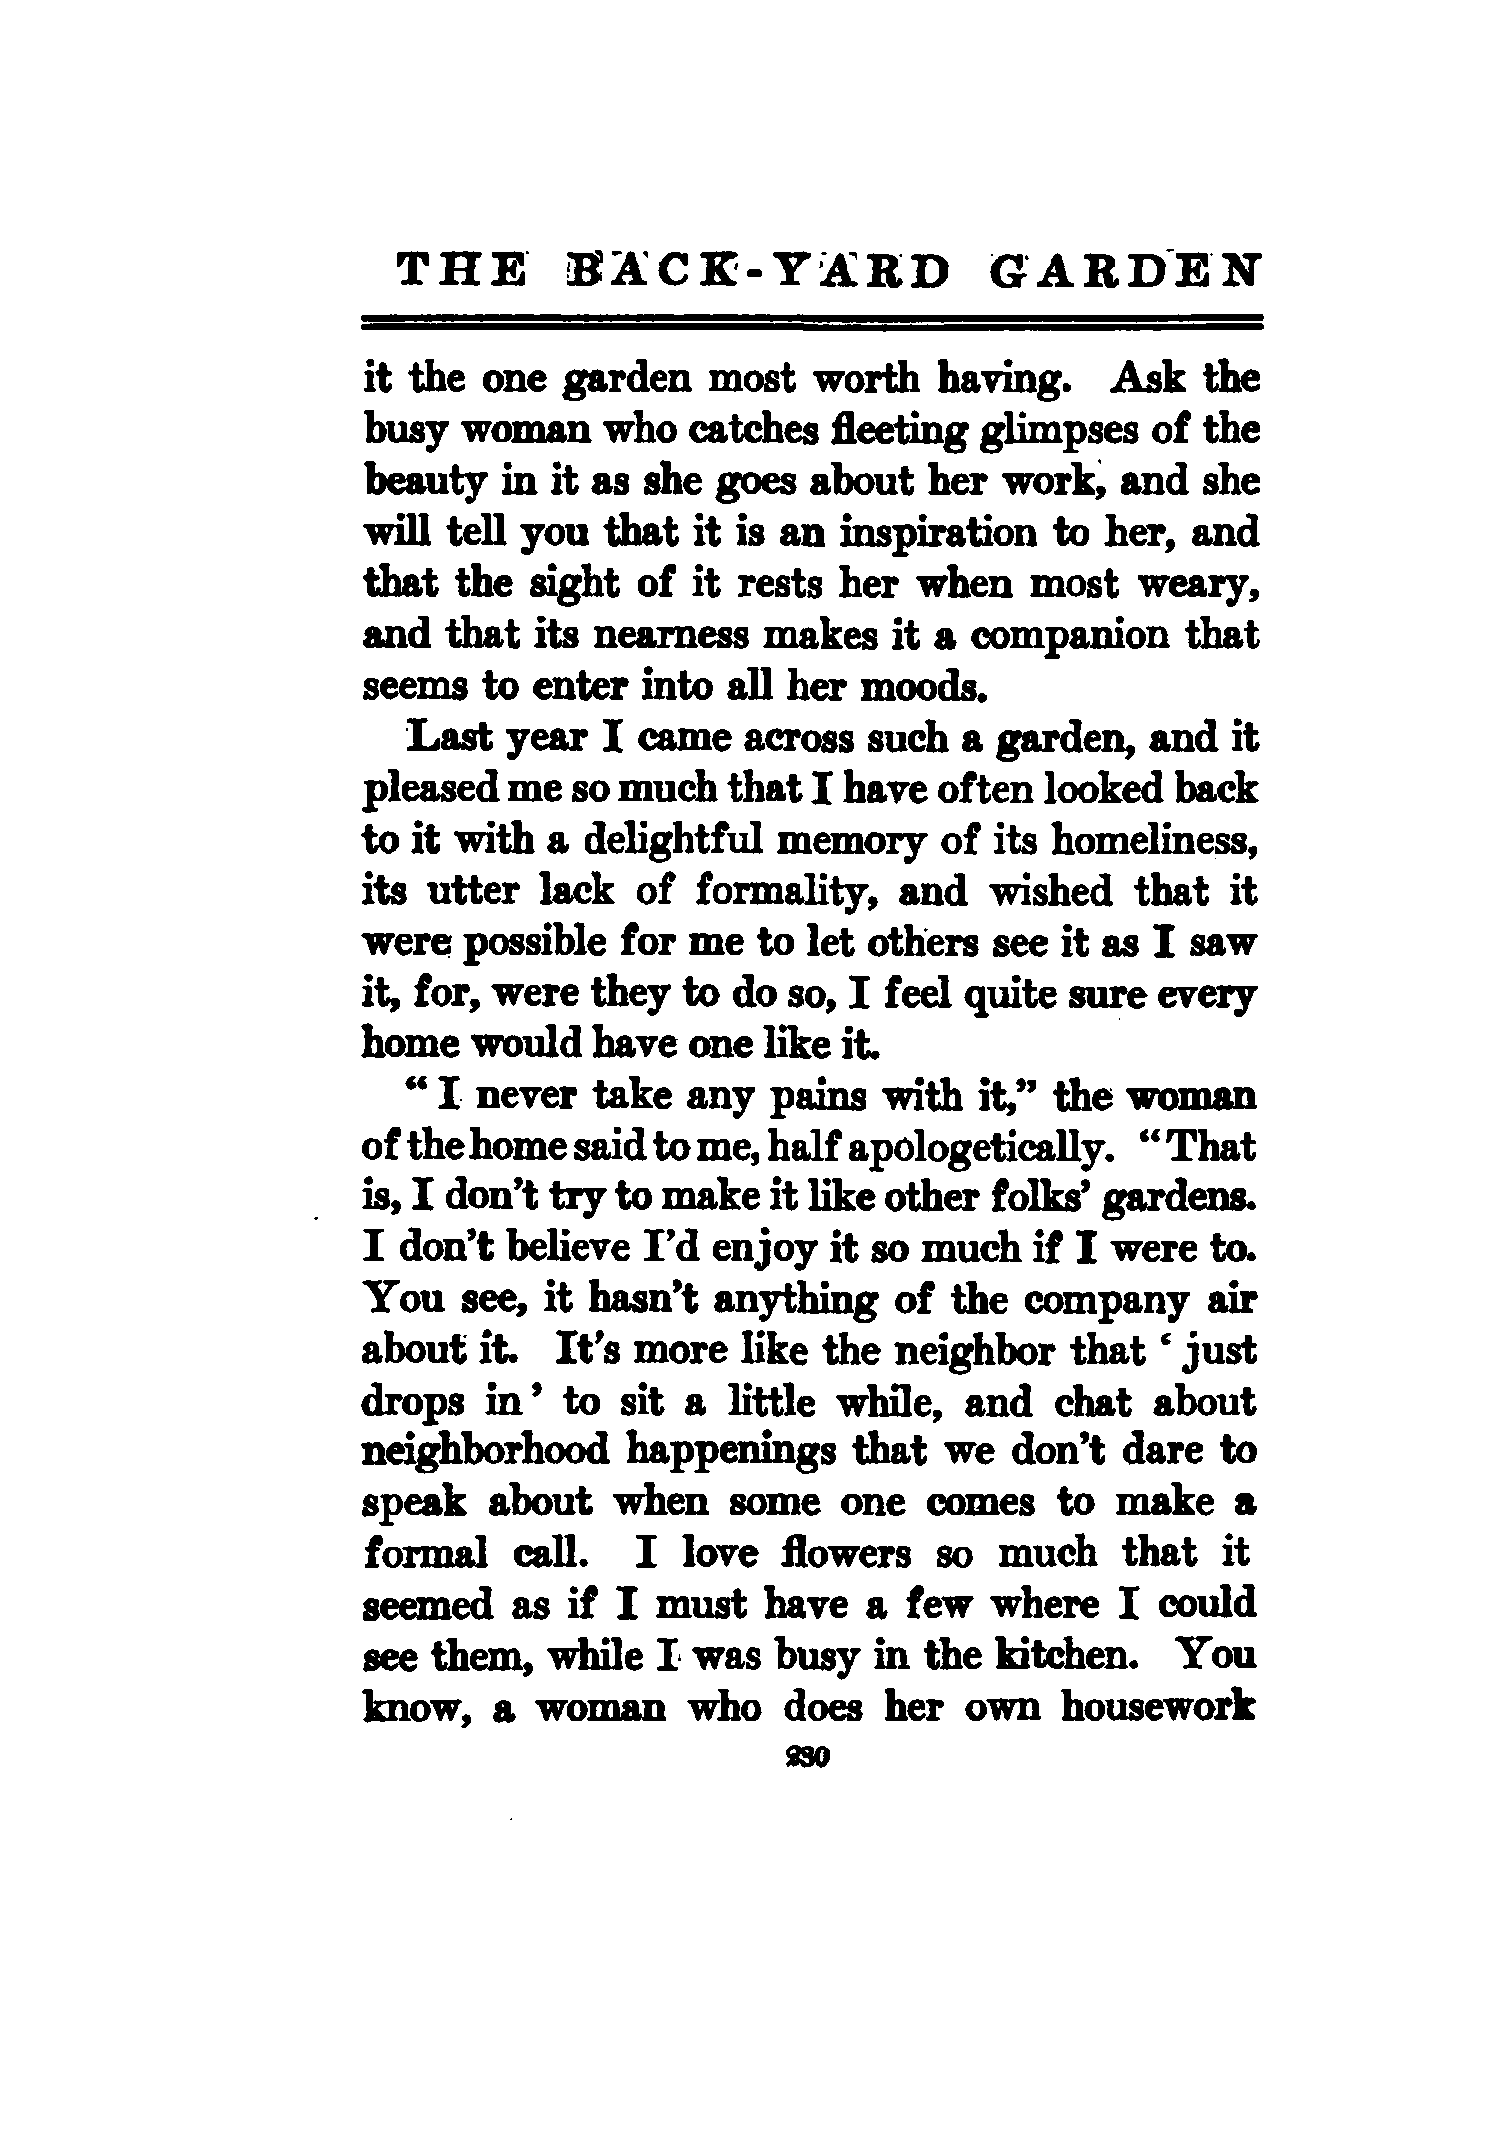 THE BACK-YARD GARDEN
it the one garden most worth having. Ask the
busy woman who catches fleeting glimpses of the
beauty in it as she goes about her work, and she
will tell you that it is an inspiration to her, and
that the sight of it rests her when most weary,
and that its nearness makes it a companion that
seems to enter into all her moods.
Last year I came across such a garden, and it
pleased me so much that I have often looked back
to it with a delightful memory of its homeliness,
its utter lack of formality, and wished that it
were possible for me to let others see it as I saw
it, for, were they to do so, I feel quite sure every
home would have one like it.
“ I never take any pains with it,” the woman
of the home said to me, half apologetically. “That
is, I don’t try to make it like other folks’ gardens.
I don’t believe I’d enjoy it so much if I were to.
You see, it hasn’t anything of the company air
about it. It’s more like the neighbor that ‘ just
drops in ’ to sit a little while, and chat about
neighborhood happenings that we don’t dare to
speak about when some one comes to make a
formal call. I love flowers so much that it
seemed as if I must have a few where I could
see them, while I was busy in the kitchen. You
know, a woman who does her own housework
230